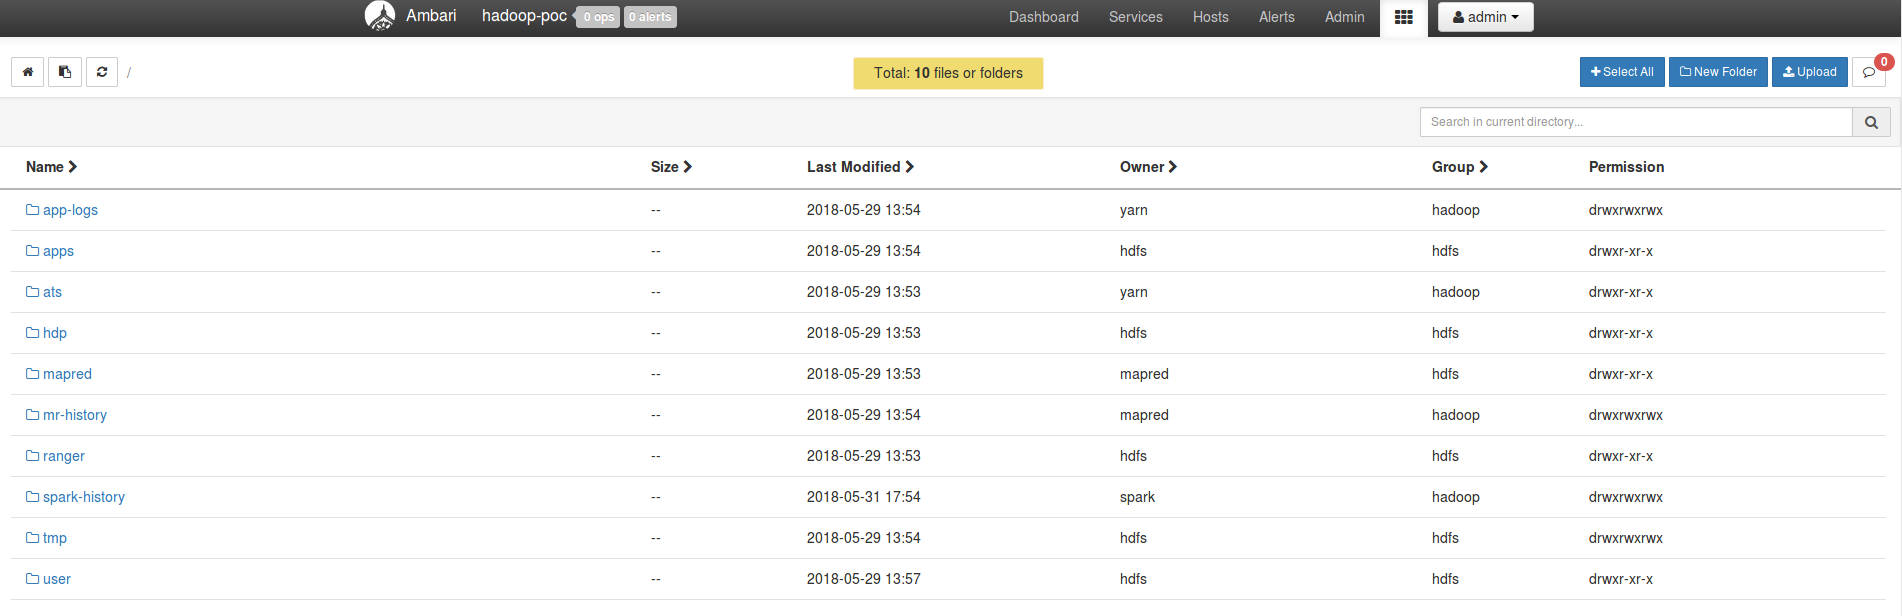 Ambari hadoop-poc 0 ops 0 alerts Dashboard Services Hosts Alerts Admin admin
/ Total: 10 files or folders Select All New Folder Upload 0
Search in current directory...
Name Size Last Modified Owner Group Permission
app-logs -- 2018-05-29 13:54 yarn hadoop drwxrwxrwx
apps -- 2018-05-29 13:54 hdfs hdfs drwxr-xr-x
ats -- 2018-05-29 13:53 yarn hadoop drwxr-xr-x
hdp -- 2018-05-29 13:53 hdfs hdfs drwxr-xr-x
mapred -- 2018-05-29 13:53 mapred hdfs drwxr-xr-x
mr-history -- 2018-05-29 13:54 mapred hadoop drwxrwxrwx
ranger -- 2018-05-29 13:53 hdfs hdfs drwxr-xr-x
spark-history -- 2018-05-31 17:54 spark hadoop drwxrwxrwx
tmp -- 2018-05-29 13:54 hdfs hdfs drwxrwxrwx
user -- 2018-05-29 13:57 hdfs hdfs drwxr-xr-x